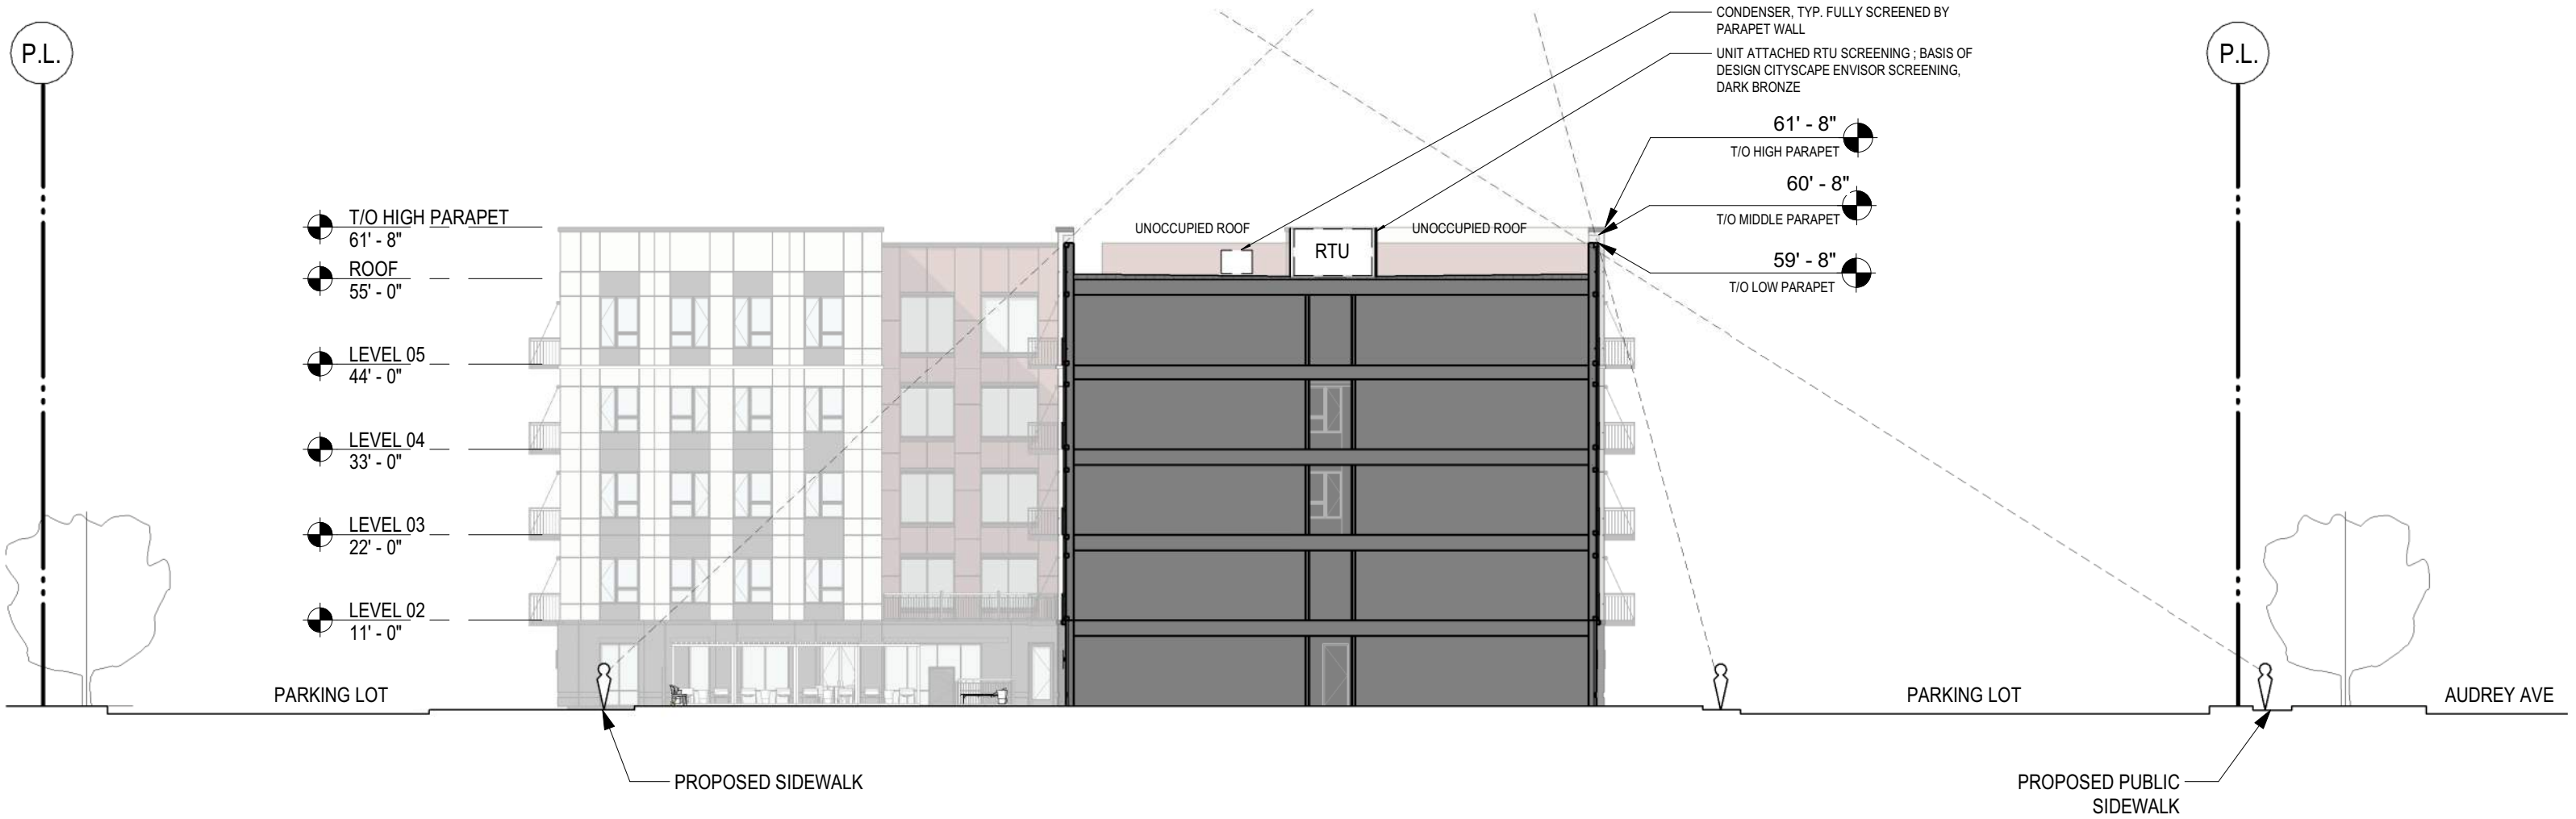 CONDENSER, TYP. FULLY SCREENED BY
PARAPET WALL
UNIT ATTACHED RTU SCREENING ; BASIS OF
DESIGN CITYSCAPE ENVISOR SCREENING,
DARK BRONZE
P.L.
P.L.
61' - 8"
T/O HIGH PARAPET
60' - 8"
T/O MIDDLE PARAPET
59' - 8"
T/O LOW PARAPET
T/O HIGH PARAPET
61' - 8"
ROOF
55' - 0"
LEVEL 05
44' - 0"
LEVEL 04
33' - 0"
LEVEL 03
22' - 0"
LEVEL 02
11' - 0"
UNOCCUPIED ROOF
RTU
UNOCCUPIED ROOF
PARKING LOT
PARKING LOT
AUDREY AVE
PROPOSED SIDEWALK
PROPOSED PUBLIC
SIDEWALK